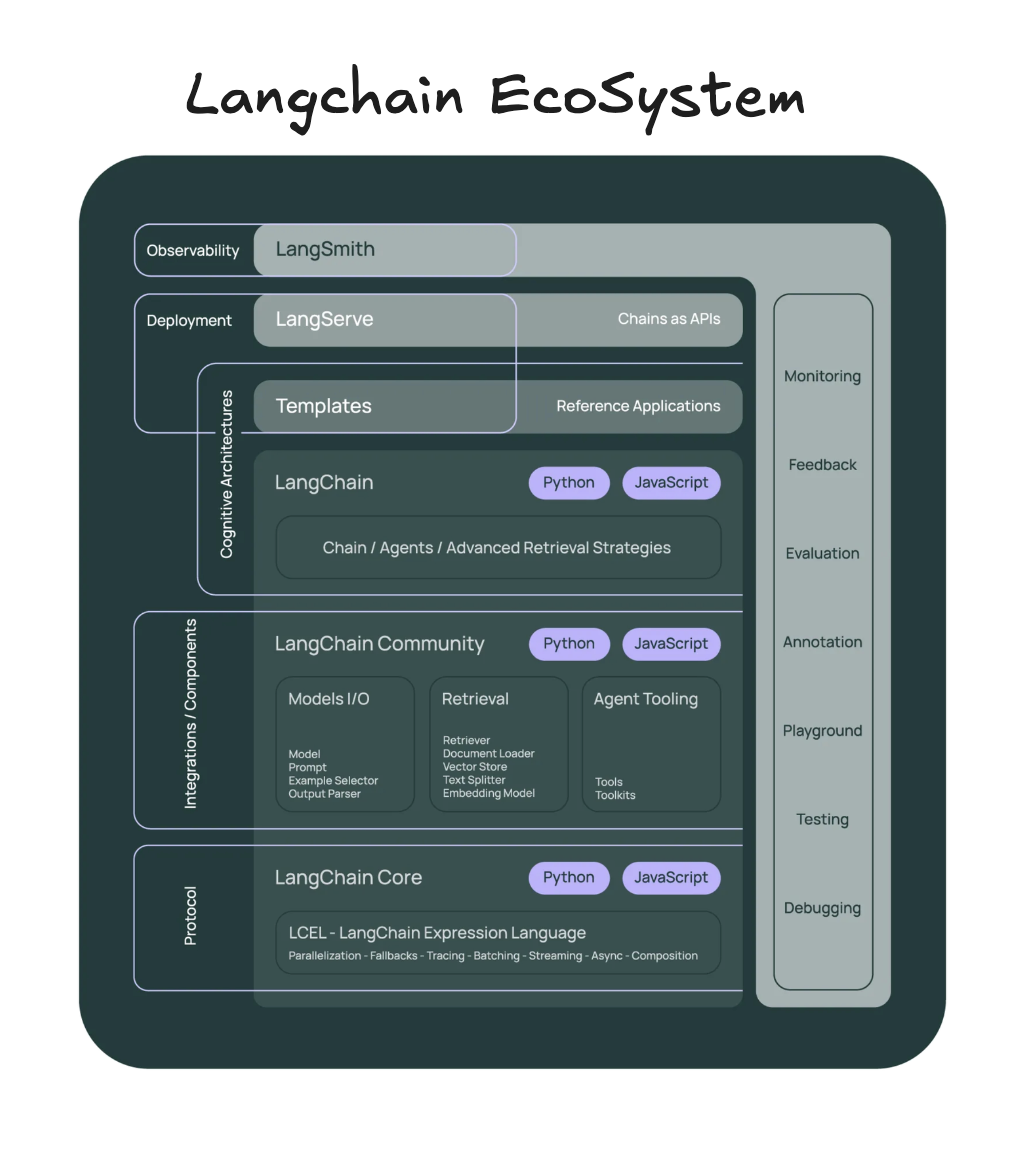 Langchain EcoSystem
Observability
LangSmith
Deployment
LangServe
Chains as APIs
Cognitive Architectures
Templates
Reference Applications
LangChain
Python
JavaScript
Chain / Agents / Advanced Retrieval Strategies
Integrations / Components
LangChain Community
Python
JavaScript
Models I/O
Model
Prompt
Example Selector
Output Parser
Retrieval
Retriever
Document Loader
Vector Store
Text Splitter
Embedding Model
Agent Tooling
Tools
Toolkits
Protocol
LangChain Core
Python
JavaScript
LCEL - LangChain Expression Language
Parallelization - Fallbacks - Tracing - Batching - Streaming - Async - Composition
Monitoring
Feedback
Evaluation
Annotation
Playground
Testing
Debugging